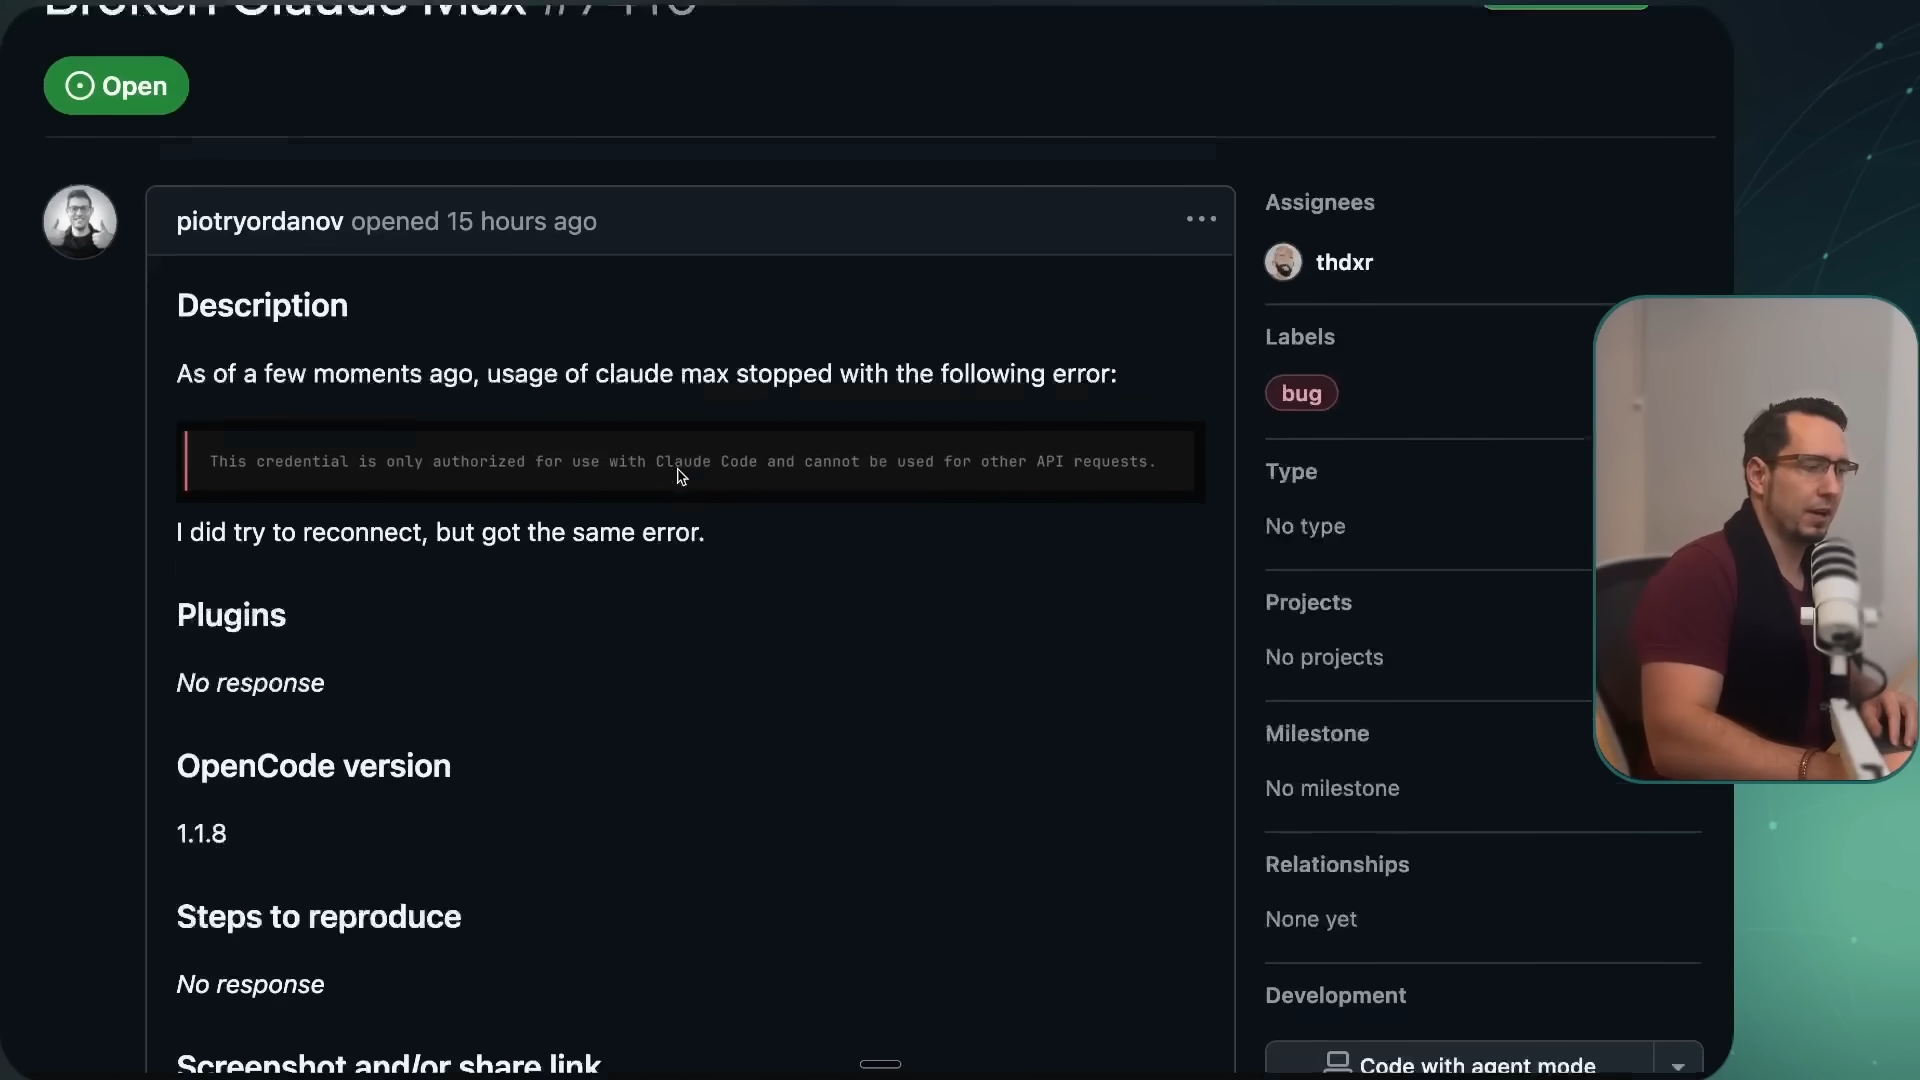 Broken Claude Max
Open
piotryordanov opened 15 hours ago
Description
As of a few moments ago, usage of claude max stopped with the following error:
This credential is only authorized for use with Claude Code and cannot be used for other API requests.
I did try to reconnect, but got the same error.
Plugins
No response
OpenCode version
1.1.8
Steps to reproduce
No response
Screenshot and/or share link
Assignees
thdxr
Labels
bug
Type
No type
Projects
No projects
Milestone
No milestone
Relationships
None yet
Development
Code with agent mode